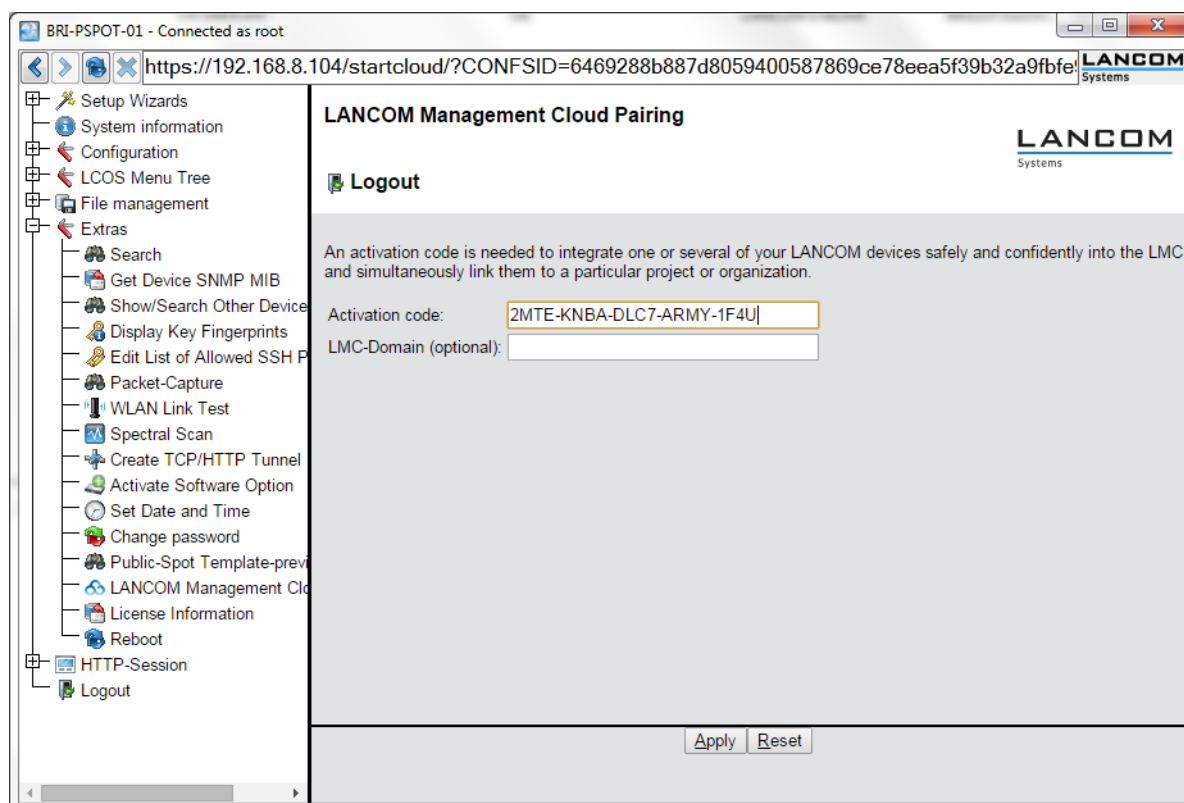 BRI-PSPOT-01 - Connected as root
https://192.168.8.104/startcloud/?CONFSID=6469288b887d8059400587869ce78eea5f39b32a9fbfe
LANCOM
Systems
Setup Wizards
System information
Configuration
LCOS Menu Tree
File management
Extras
Search
Get Device SNMP MIB
Show/Search Other Device
Display Key Fingerprints
Edit List of Allowed SSH P
Packet-Capture
WLAN Link Test
Spectral Scan
Create TCP/HTTP Tunnel
Activate Software Option
Set Date and Time
Change password
Public-Spot Template-previ
LANCOM Management Clo
License Information
Reboot
HTTP-Session
Logout
LANCOM Management Cloud Pairing
LANCOM
Systems
Logout
An activation code is needed to integrate one or several of your LANCOM devices safely and confidently into the LMC
and simultaneously link them to a particular project or organization.
Activation code: 2MTE-KNBA-DLC7-ARMY-1F4U
LMC-Domain (optional):
Apply Reset